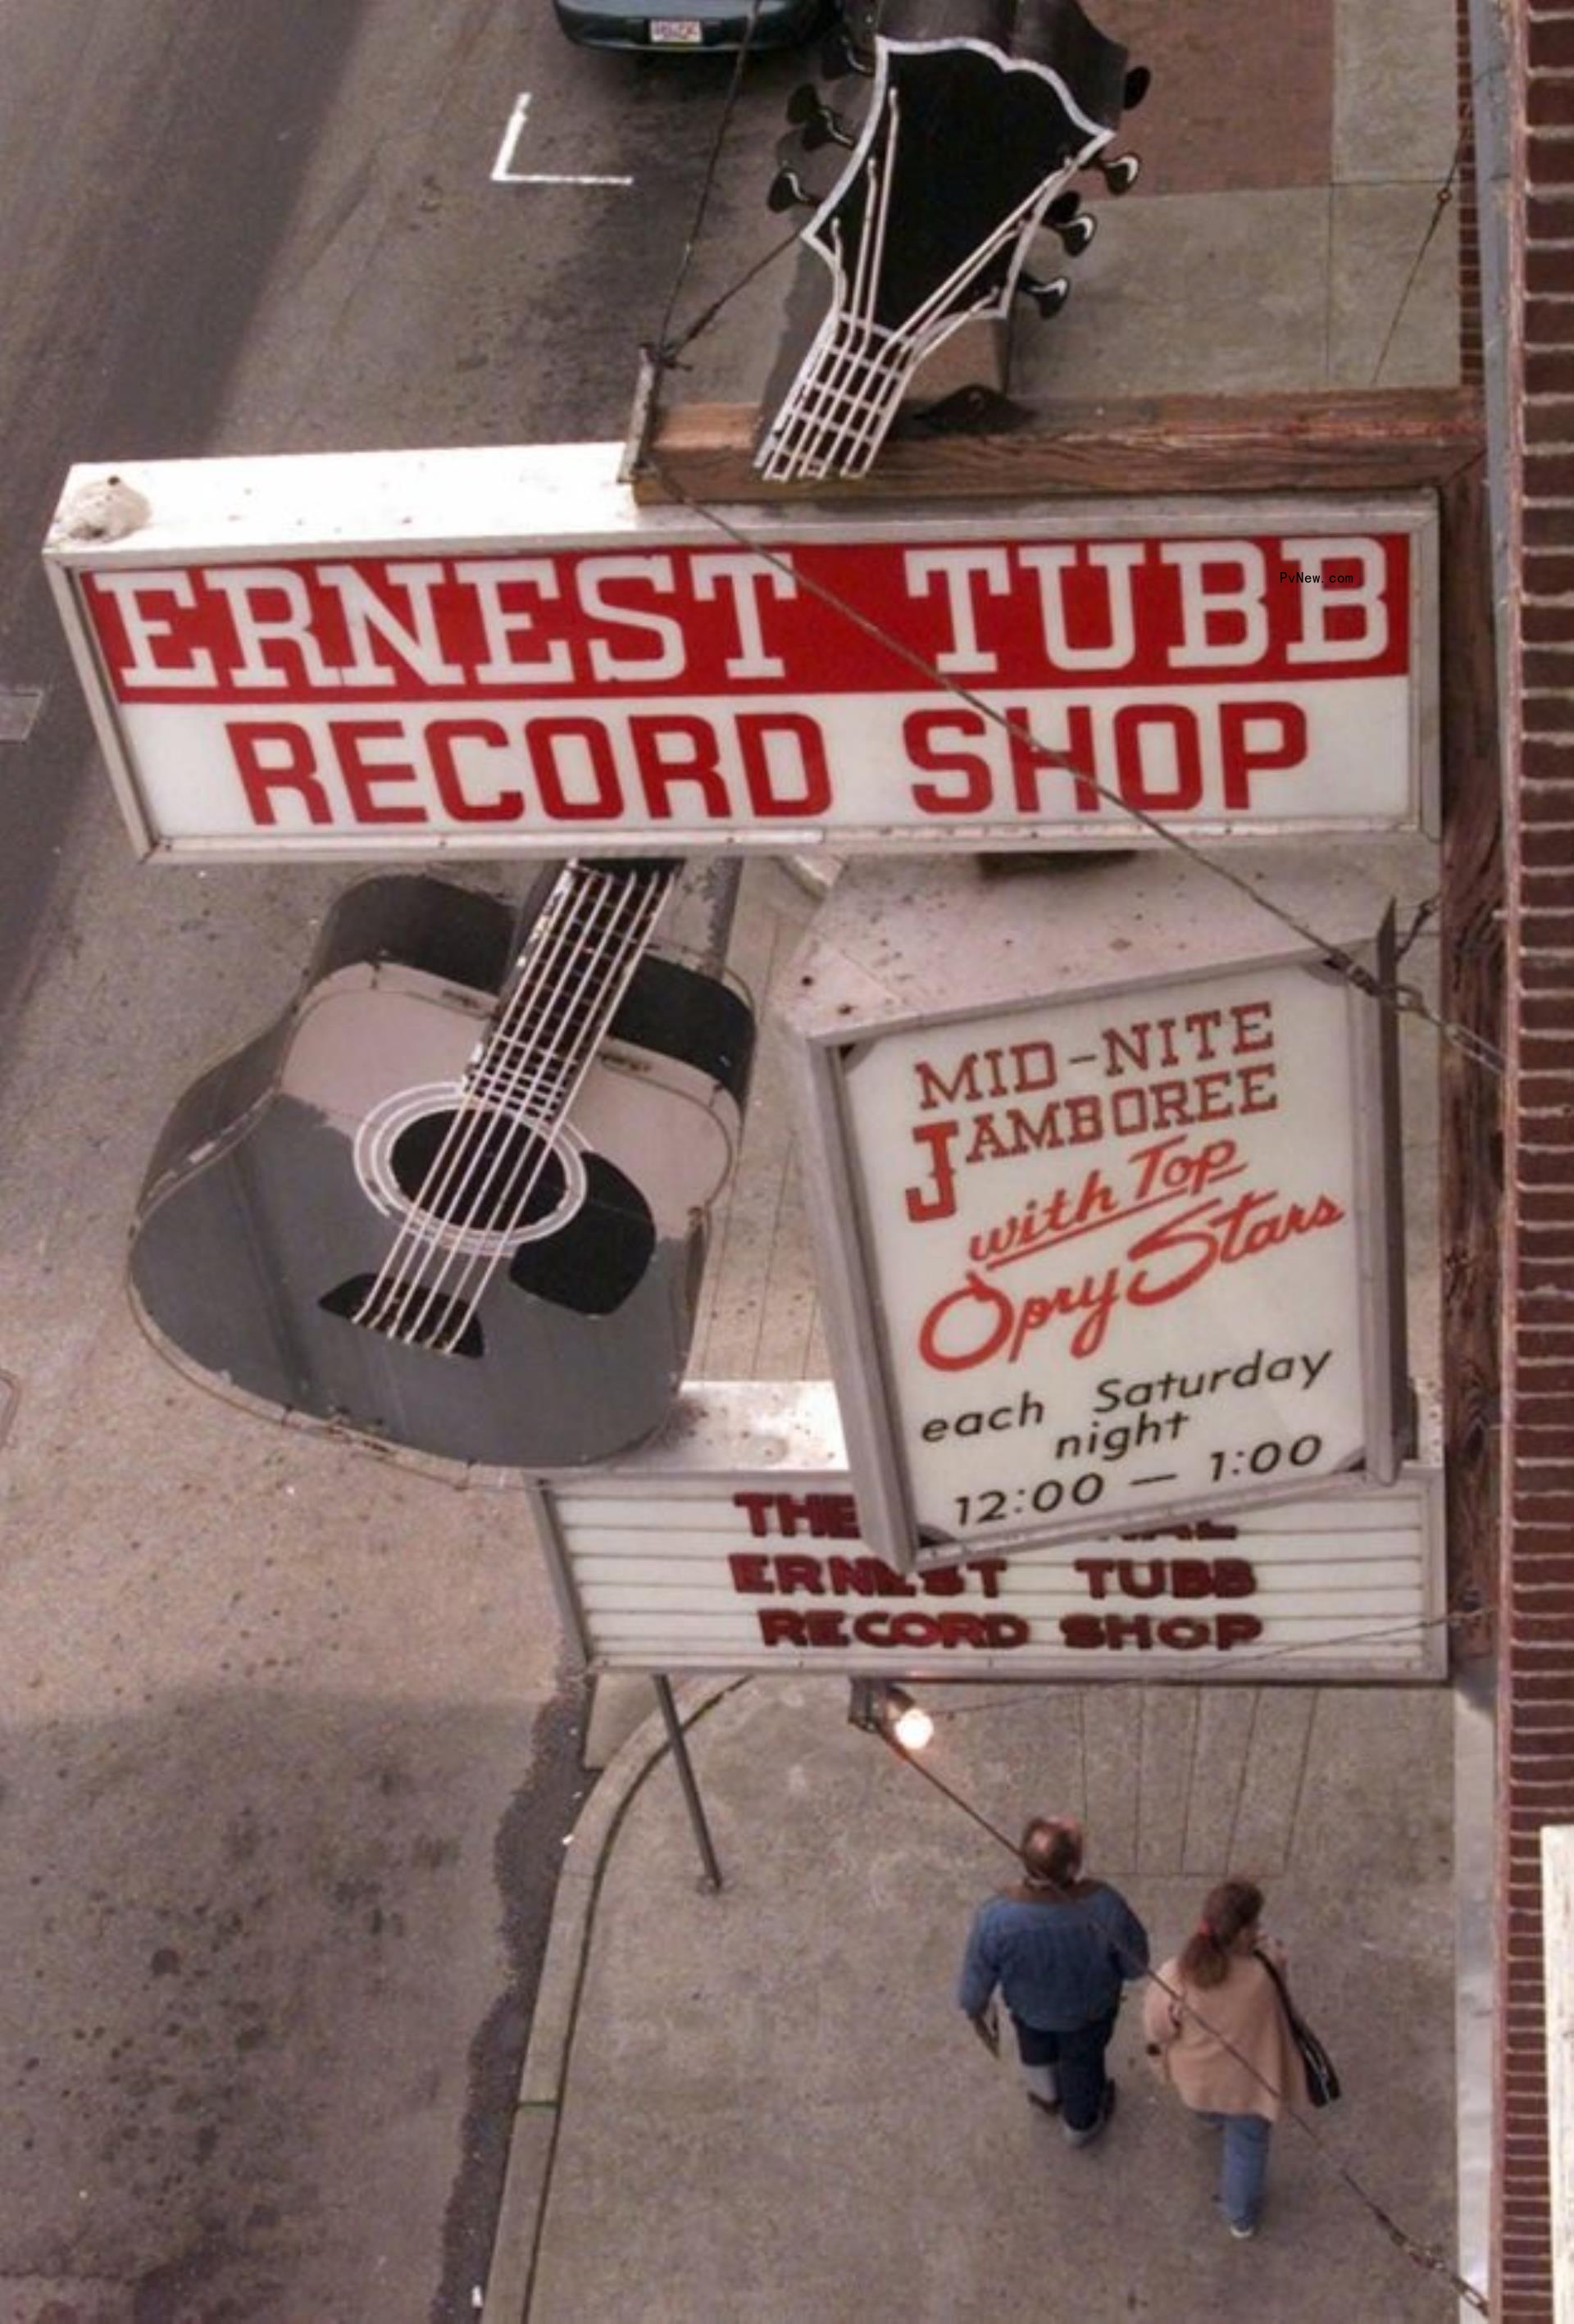 ERNEST TUBB
PvNew.com
RECORD SHOP
MID-NITE
JAMBOREE
with Top
Opry Stars
each Saturday
night
12:00 — 1:00
THE
ERNEST TUBB
RECORD SHOP